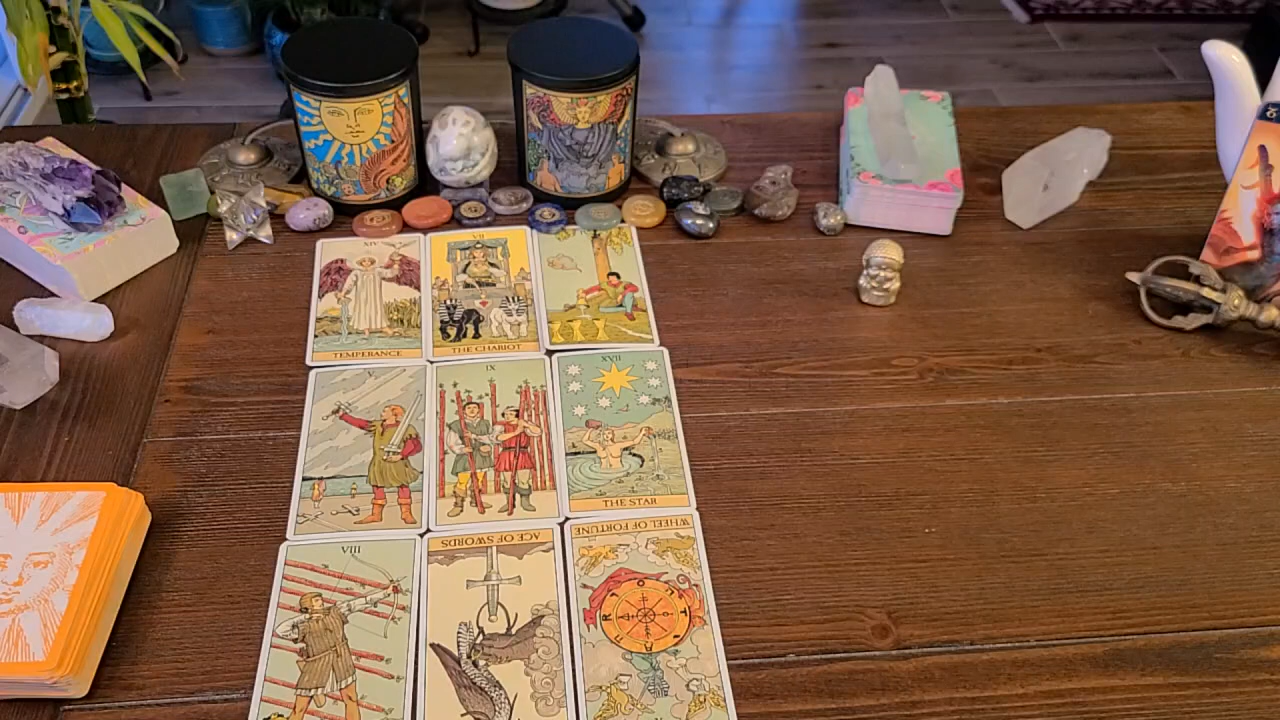 XIV
TEMPERANCE
VII
THE CHARIOT
V
IX
XVII
THE STAR
VIII
ACE OF SWORDS
WHEEL OF FORTUNE